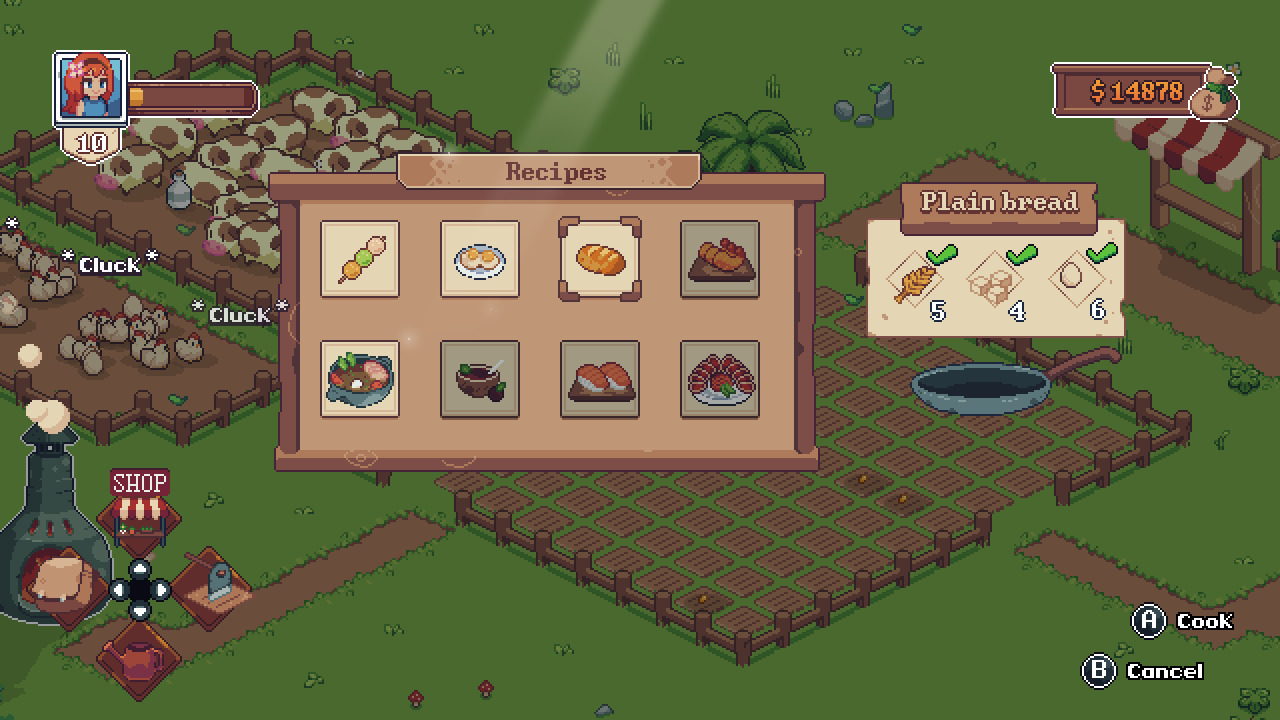 $ 14878
10
Recipes
Plain bread
* Cluck *
* Cluck *
5 4 6
$
SHOP
A Cook
B Cancel